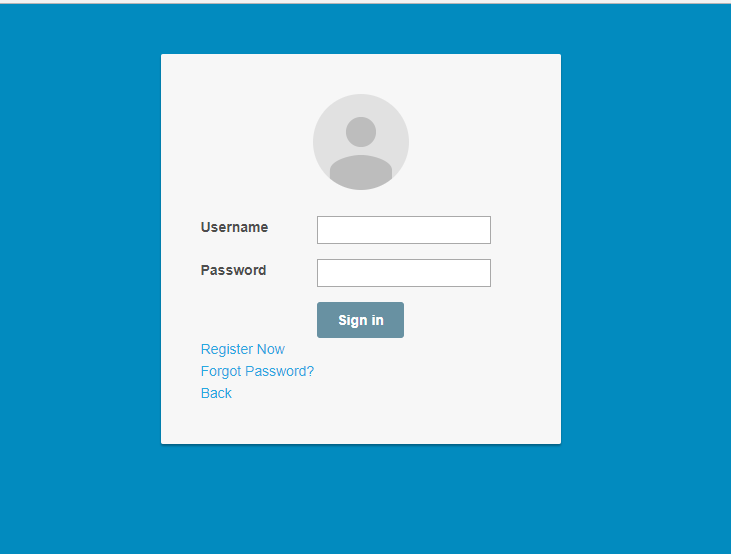 Username
Password
Sign in
Register Now
Forgot Password?
Back